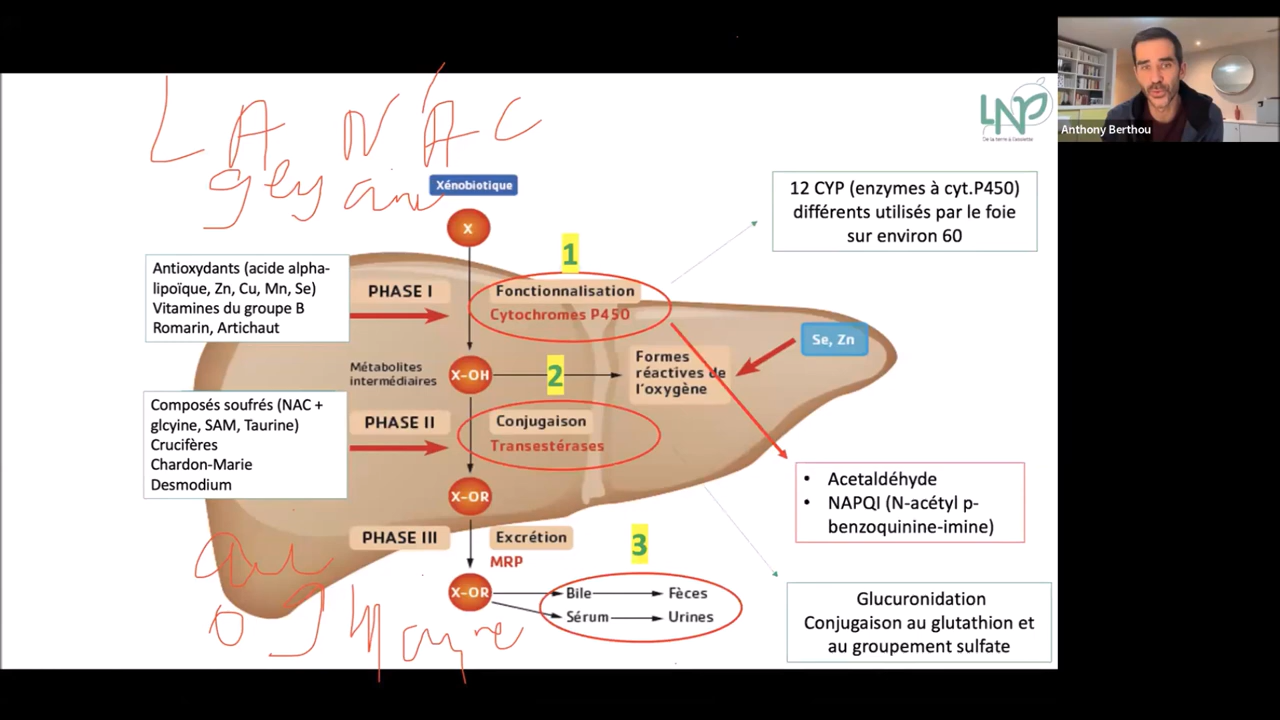 LA NAC
glycine
LNP
De la terre à l'assiette
Anthony Berthou
Xénobiotique
X
12 CYP (enzymes à cyt.P450)
différents utilisés par le foie
sur environ 60
1
Antioxydants (acide alpha-
lipoïque, Zn, Cu, Mn, Se)
Vitamines du groupe B
Romarin, Artichaut
PHASE I
Fonctionnalisation
Cytochromes P450
Se, Zn
Métabolites
intermédiaires
X-OH
2
Formes
réactives de
l'oxygène
Composés soufrés (NAC +
glcyine, SAM, Taurine)
Crucifères
Chardon-Marie
Desmodium
PHASE II
Conjugaison
Transestérases
X-OR
• Acetaldéhyde
• NAPQI (N-acétyl p-
benzoquinine-imine)
PHASE III
Excrétion
MRP
3
X-OR
Bile
Fèces
Sérum
Urines
Glucuronidation
Conjugaison au glutathion et
au groupement sulfate